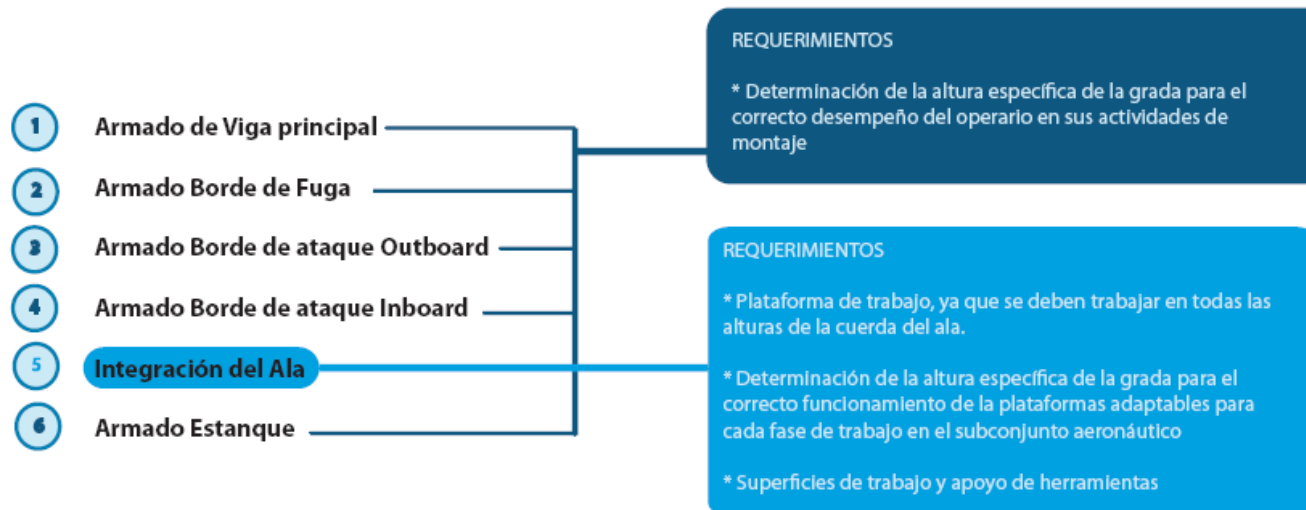 1 Armado de Viga principal
2 Armado Borde de Fuga
3 Armado Borde de ataque Outboard
4 Armado Borde de ataque Inboard
5 Integración del Ala
6 Armado Estanque
REQUERIMIENTOS
* Determinación de la altura específica de la grada para el
correcto desempeño del operario en sus actividades de
montaje
REQUERIMIENTOS
* Plataforma de trabajo, ya que se deben trabajar en todas las
alturas de la cuerda del ala.
* Determinación de la altura específica de la grada para el
correcto funcionamiento de la plataformas adaptables para
cada fase de trabajo en el subconjunto aeronáutico
* Superficies de trabajo y apoyo de herramientas